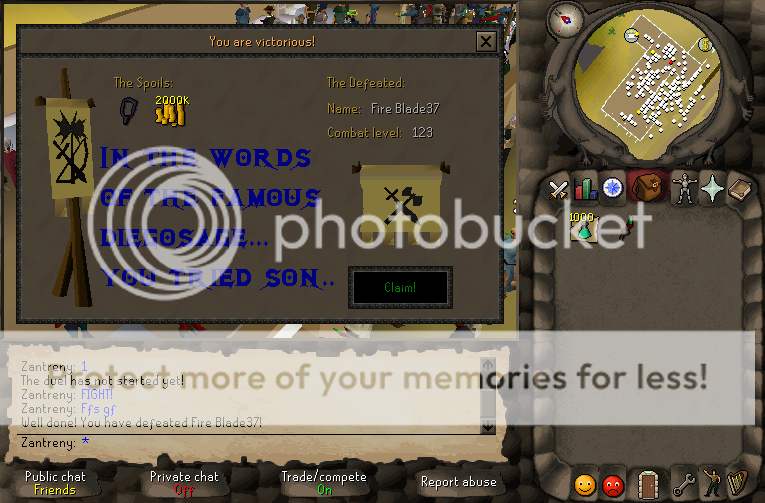 You are victorious!
The Spoils:
2000K
The Defeated:
Name: Fire Blade37
Combat level: 123
In the words
of the famous
diegosage...
you tried son..
Claim!
1000
photobucket
Protect more of your memories for less!
Zantreny: 1
The duel has not started yet!
Zantreny: FIGHT!
Zantreny: Ffs gf
Well done! You have defeated Fire Blade37!
Zantreny: *
Public chat
Friends
Private chat
Off
Trade/compete
On
Report abuse